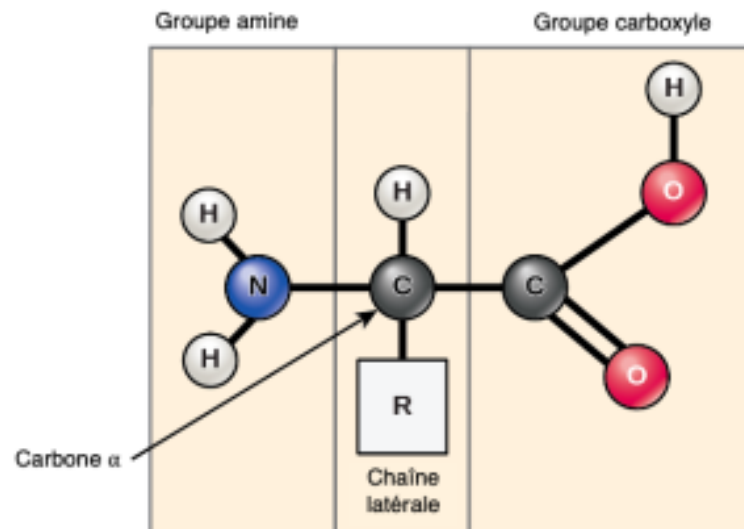 Groupe amine
Groupe carboxyle
H
H
H
O
N
C
C
H
O
R
Carbone α
Chaîne
latérale